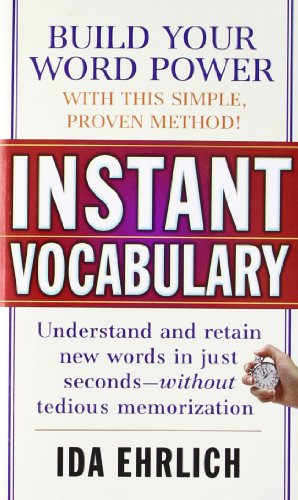 BUILD YOUR
WORD POWER
WITH THIS SIMPLE,
PROVEN METHOD!
INSTANT
VOCABULARY
Understand and retain
new words in just
seconds—without
tedious memorization
IDA EHRLICH